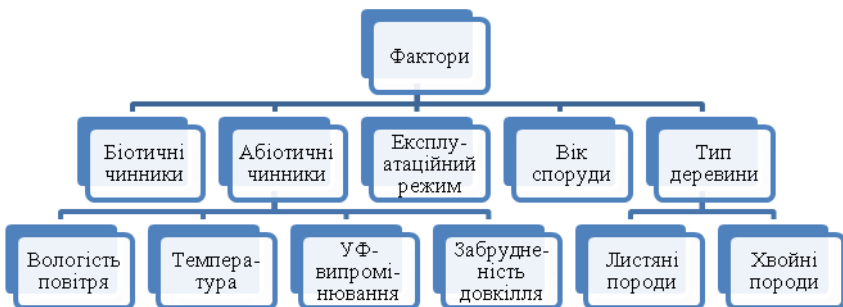 Фактори
Біотичні
чинники
Абіотичні
чинники
Експлу-
атаційний
режим
Вік
споруди
Тип
деревини
Вологість
повітря
Темпера-
тура
УФ-
випромі-
нювання
Забрудне-
ність
довкілля
Листяні
породи
Хвойні
породи